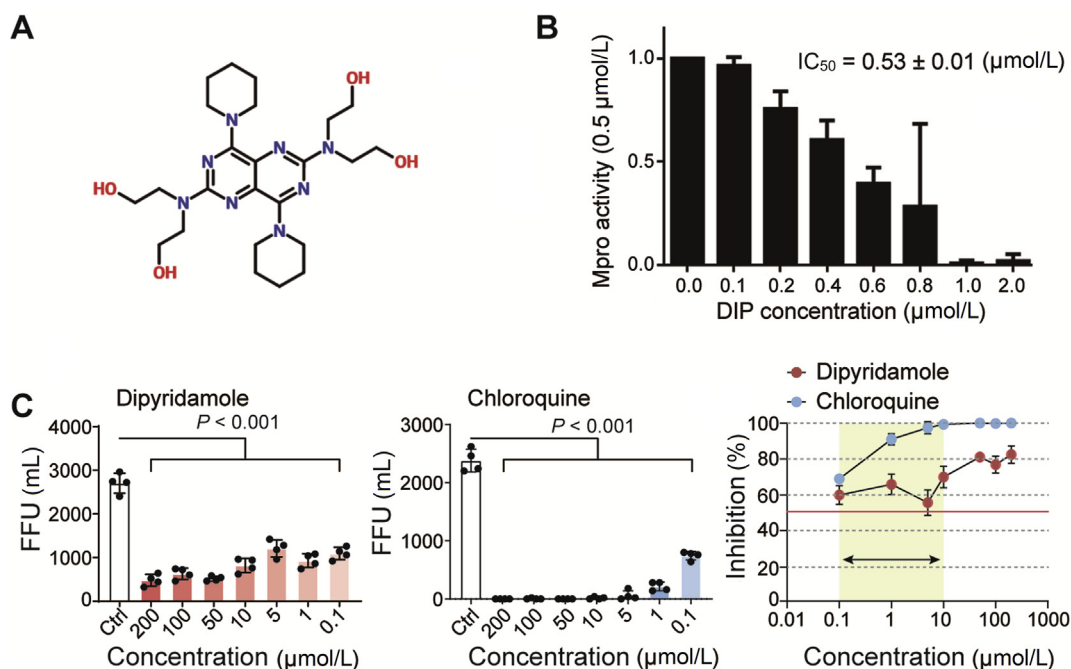 A
OH
N
OH
N
N
N
HO
N
N
N
N
OH
HO
B
IC50 = 0.53 ± 0.01 (µmol/L)
Mpro activity (0.5 µmol/L)
1.0
0.5
0.0
0.0 0.1 0.2 0.4 0.6 0.8 1.0 2.0
DIP concentration (µmol/L)
C
Dipyridamole
P < 0.001
FFU (mL)
4000
3000
2000
1000
0
Ctrl 200 100 50 10 5 1 0.1
Concentration (µmol/L)
Chloroquine
P < 0.001
FFU (mL)
3000
2000
1000
0
Ctrl 200 100 50 10 5 1 0.1
Concentration (µmol/L)
Dipyridamole
Chloroquine
Inhibition (%)
100
80
60
40
20
0.01 0.1 1 10 100 1000
Concentration (µmol/L)